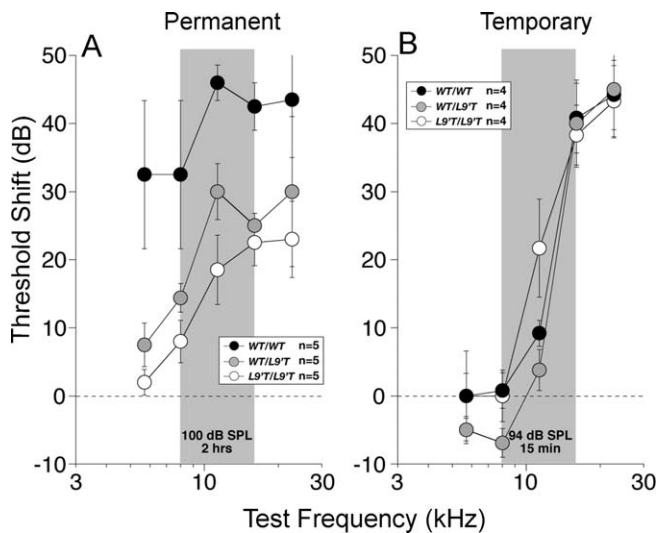 Permanent
Temporary
A
B
Threshold Shift (dB)
50
40
30
20
10
0
-10
WT/WT n=5
WT/L9'T n=5
L9'T/L9'T n=5
100 dB SPL
2 hrs
3
10
30
50
40
30
20
10
0
-10
WT/WT n=4
WT/L9'T n=4
L9'T/L9'T n=4
94 dB SPL
15 min
3
10
30
Test Frequency (kHz)